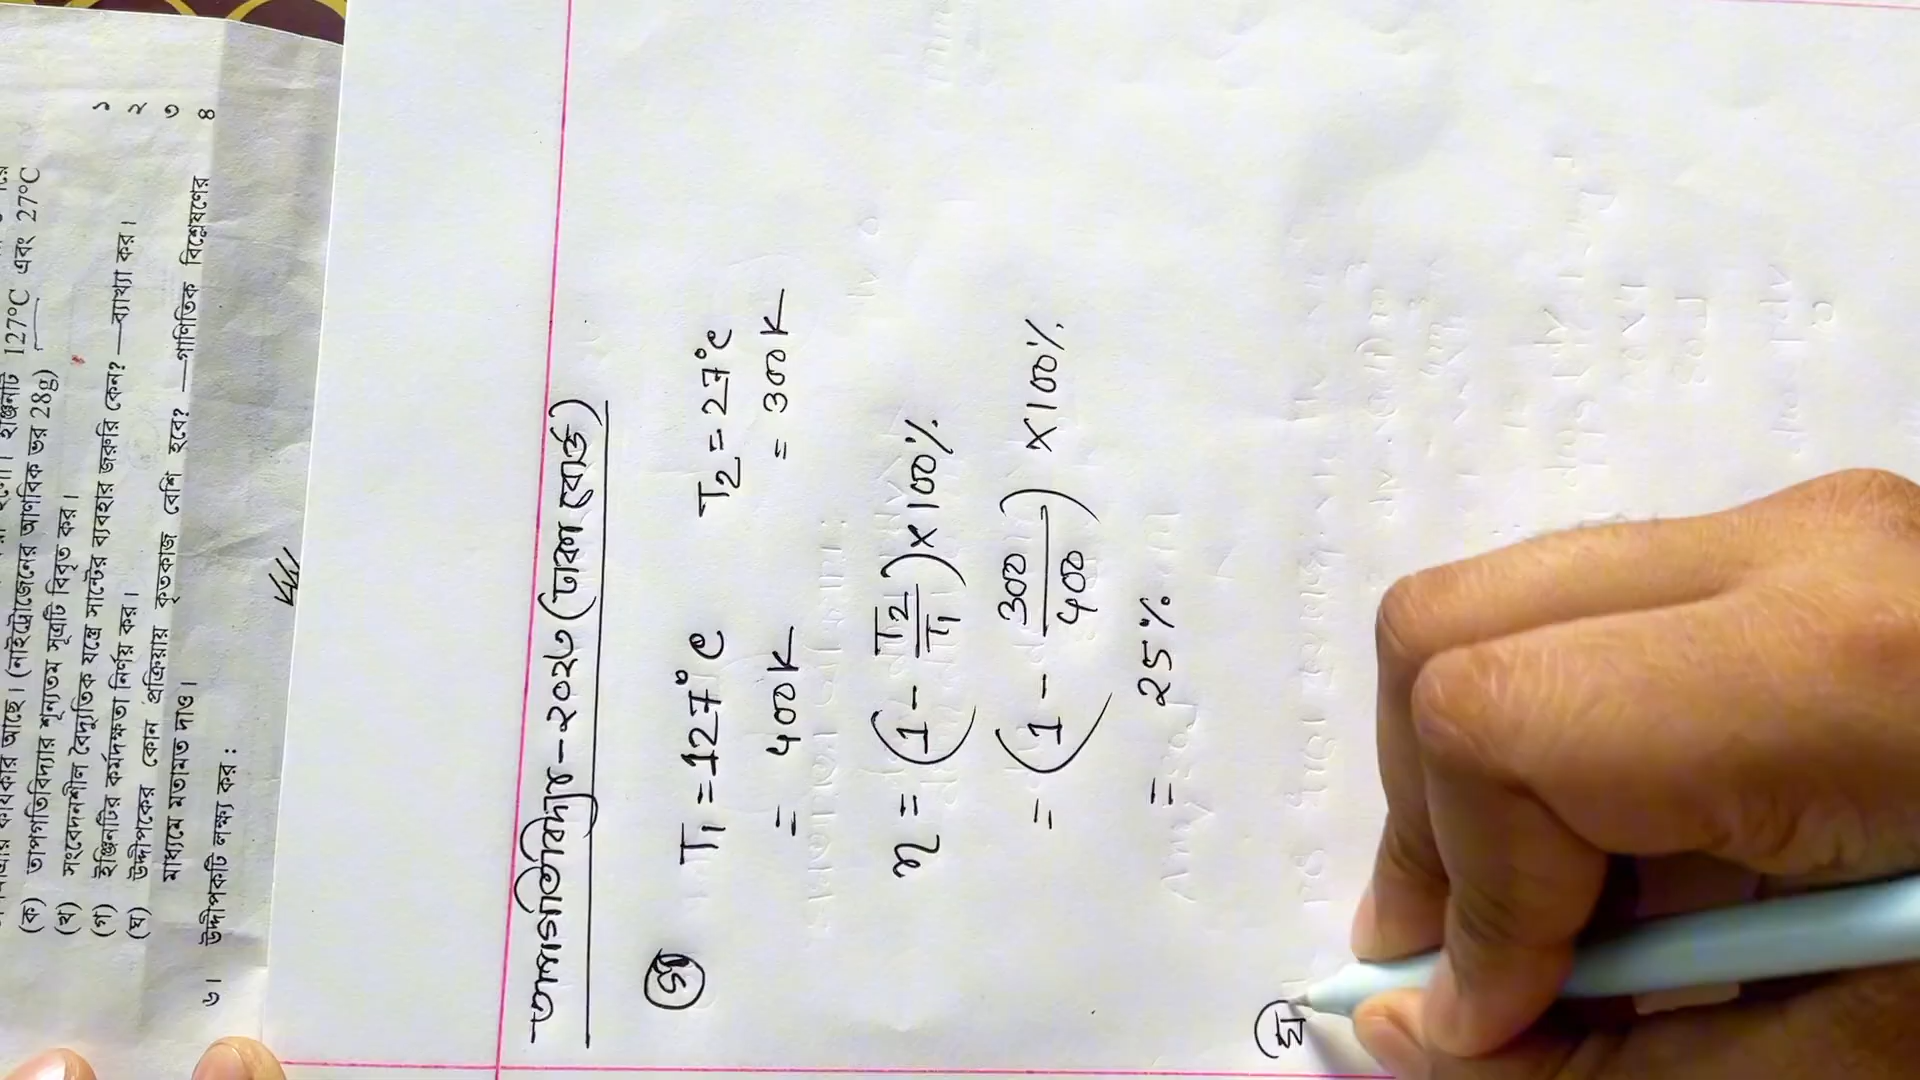 127°C এবং 27°C
কার্যকর আছে। (নাইট্রোজেনের আণবিক ভর 28g)
(ক) তাপগতিবিদ্যার শূন্যতম সূত্রটি বিবৃত কর। ১
(খ) সংবেদনশীল বৈদ্যুতিক যন্ত্রে সান্টের ব্যবহার জরুরি কেন? —ব্যাখ্যা কর। ২
(গ) ইঞ্জিনটির কর্মদক্ষতা নির্ণয় কর। ৩
(ঘ) উদ্দীপকের কোন প্রক্রিয়ায় কৃতকাজ বেশি হবে? —গাণিতিক বিশ্লেষণের
মাধ্যমে মতামত দাও। ৪
৬। উদ্দীপকটি লক্ষ্য কর :
তাপগতিবিদ্যা-২০২৩ (ঢাকা বোর্ড)
গ T₁ = 127°C T₂ = 27°C
= 400K = 300K
η = (1 - T₂/T₁) × 100%
= (1 - 300/400) × 100%
= 25%
ঘ